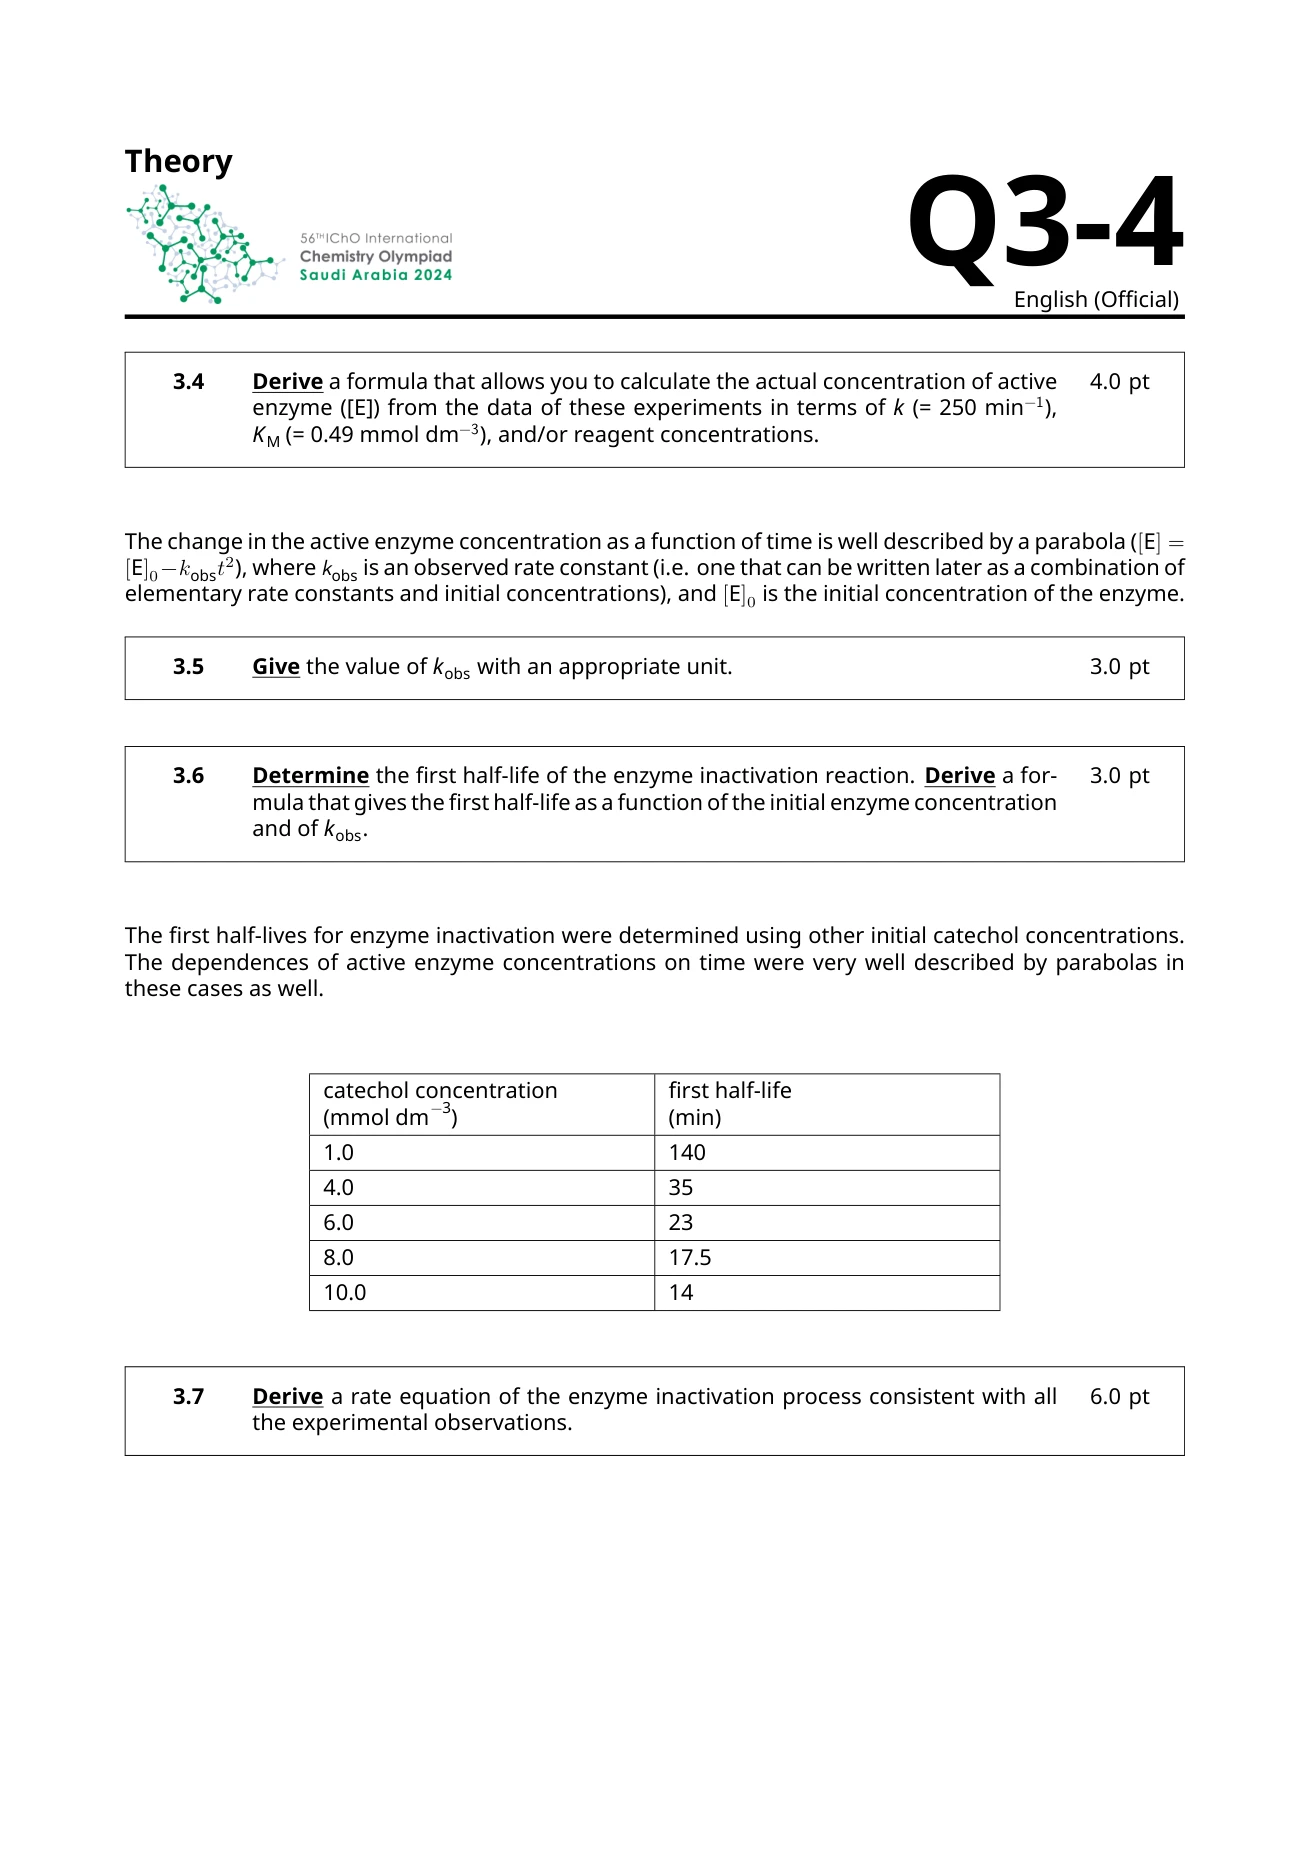 Theory
56THIChO International
Chemistry Olympiad
Saudi Arabia 2024
Q3-4
English (Official)
3.4 Derive a formula that allows you to calculate the actual concentration of active 4.0 pt
enzyme ([E]) from the data of these experiments in terms of k (= 250 min⁻¹),
K_M (= 0.49 mmol dm⁻³), and/or reagent concentrations.
The change in the active enzyme concentration as a function of time is well described by a parabola ([E] =
[E]₀−k_obs t²), where k_obs is an observed rate constant (i.e. one that can be written later as a combination of
elementary rate constants and initial concentrations), and [E]₀ is the initial concentration of the enzyme.
3.5 Give the value of k_obs with an appropriate unit. 3.0 pt
3.6 Determine the first half-life of the enzyme inactivation reaction. Derive a for- 3.0 pt
mula that gives the first half-life as a function of the initial enzyme concentration
and of k_obs.
The first half-lives for enzyme inactivation were determined using other initial catechol concentrations.
The dependences of active enzyme concentrations on time were very well described by parabolas in
these cases as well.
catechol concentration first half-life
(mmol dm⁻³) (min)
1.0 140
4.0 35
6.0 23
8.0 17.5
10.0 14
3.7 Derive a rate equation of the enzyme inactivation process consistent with all 6.0 pt
the experimental observations.